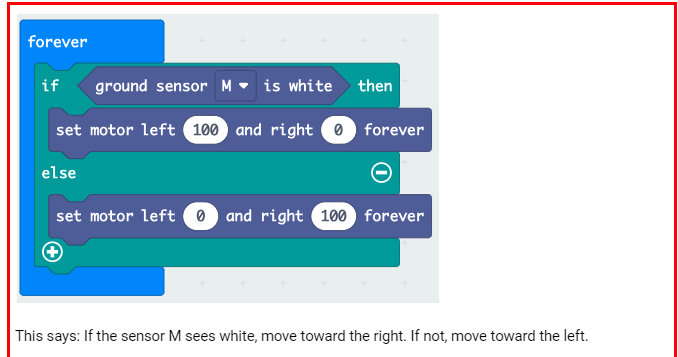 forever
if ground sensor M is white then
set motor left 100 and right 0 forever
else
set motor left 0 and right 100 forever
This says: If the sensor M sees white, move toward the right. If not, move toward the left.